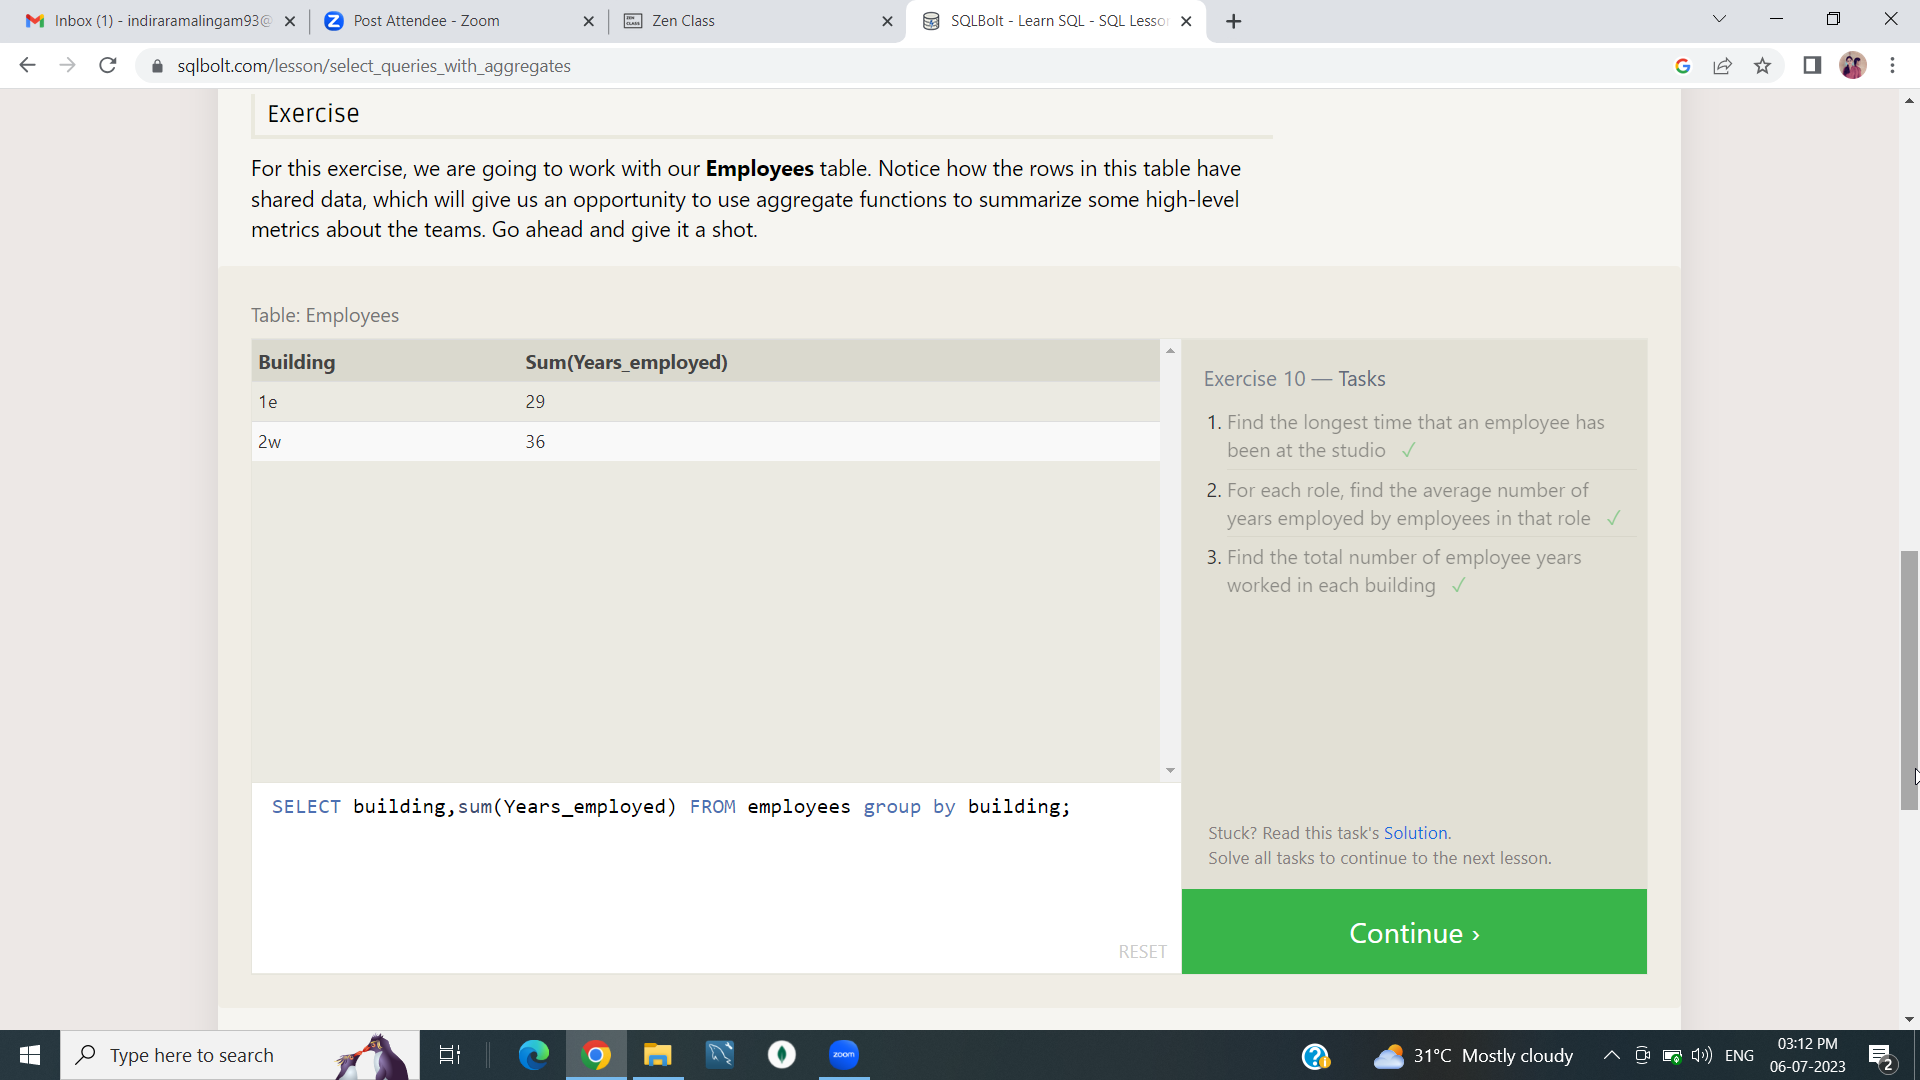 Inbox (1) - indiraramalingam93@
Post Attendee - Zoom
Zen Class
SQLBolt - Learn SQL - SQL Lesson
sqlbolt.com/lesson/select_queries_with_aggregates
Exercise
For this exercise, we are going to work with our Employees table. Notice how the rows in this table have
shared data, which will give us an opportunity to use aggregate functions to summarize some high-level
metrics about the teams. Go ahead and give it a shot.
Table: Employees
Building Sum(Years_employed)
1e 29
2w 36
Exercise 10 — Tasks
1. Find the longest time that an employee has
been at the studio ✓
2. For each role, find the average number of
years employed by employees in that role ✓
3. Find the total number of employee years
worked in each building ✓
SELECT building,sum(Years_employed) FROM employees group by building;
RESET
Stuck? Read this task's Solution.
Solve all tasks to continue to the next lesson.
Continue ›
Type here to search
zoom
31°C Mostly cloudy
ENG
03:12 PM
06-07-2023
2